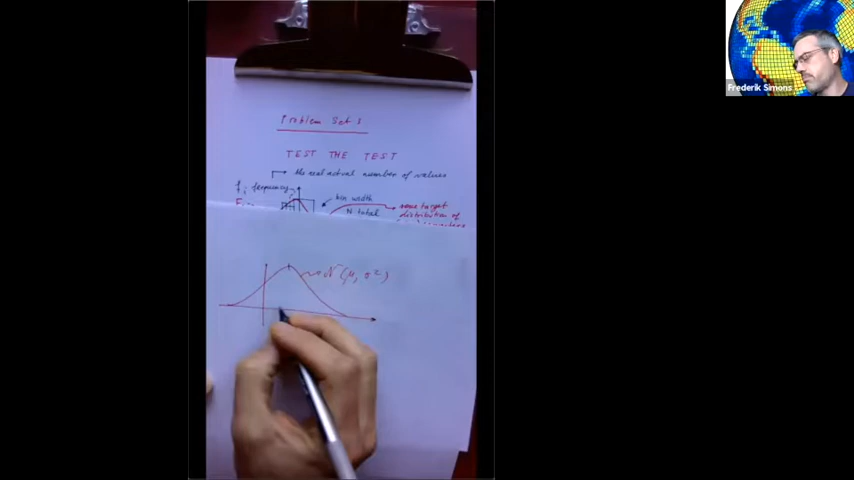 Problem Set 3
TEST THE TEST
the real actual number of values
f; frequency
bin width
N total
some target
distribution of
N (μ, σ²)
Frederik Simons